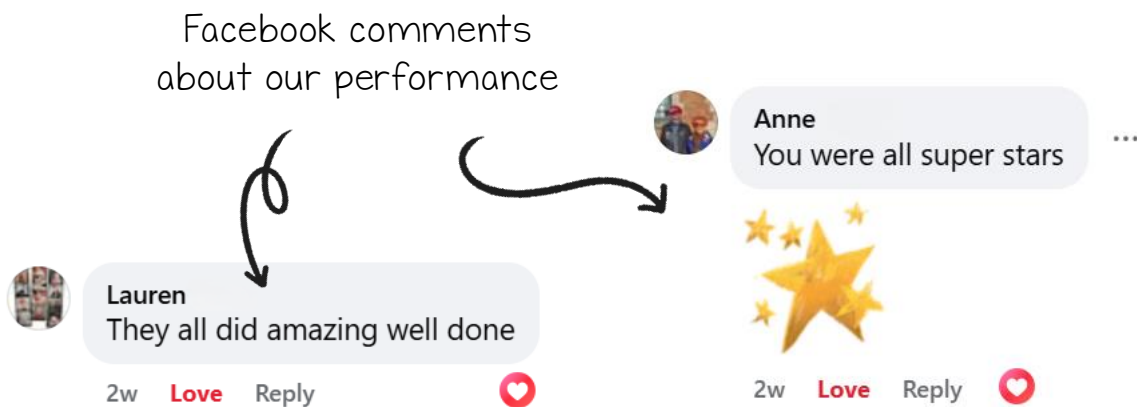 Facebook comments
about our performance
Anne
You were all super stars
2w Love Reply
Lauren
They all did amazing well done
2w Love Reply